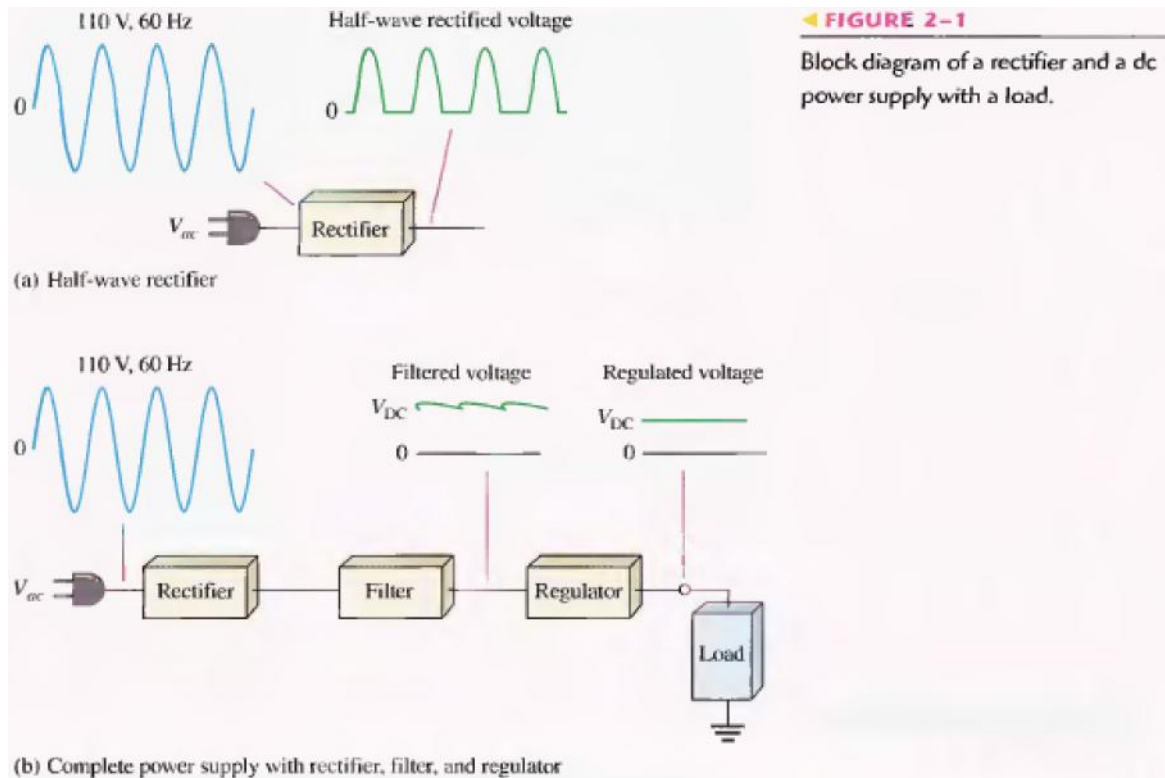 110 V, 60 Hz
Half-wave rectified voltage
0
0
Vac
Rectifier
(a) Half-wave rectifier
FIGURE 2–1
Block diagram of a rectifier and a dc
power supply with a load.
110 V, 60 Hz
Filtered voltage
Regulated voltage
0
VDC
0
VDC
0
Vac
Rectifier
Filter
Regulator
Load
(b) Complete power supply with rectifier, filter, and regulator